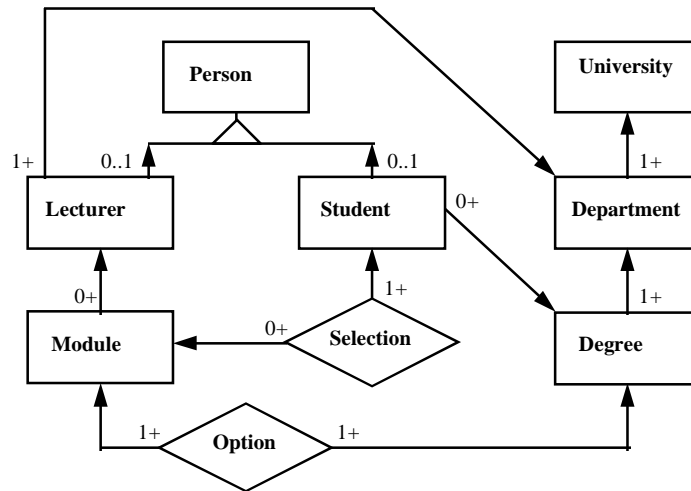 Person
University
1+
0..1
0..1
1+
Lecturer
Student
0+
Department
0+
1+
1+
Module
0+
Selection
Degree
1+
Option
1+